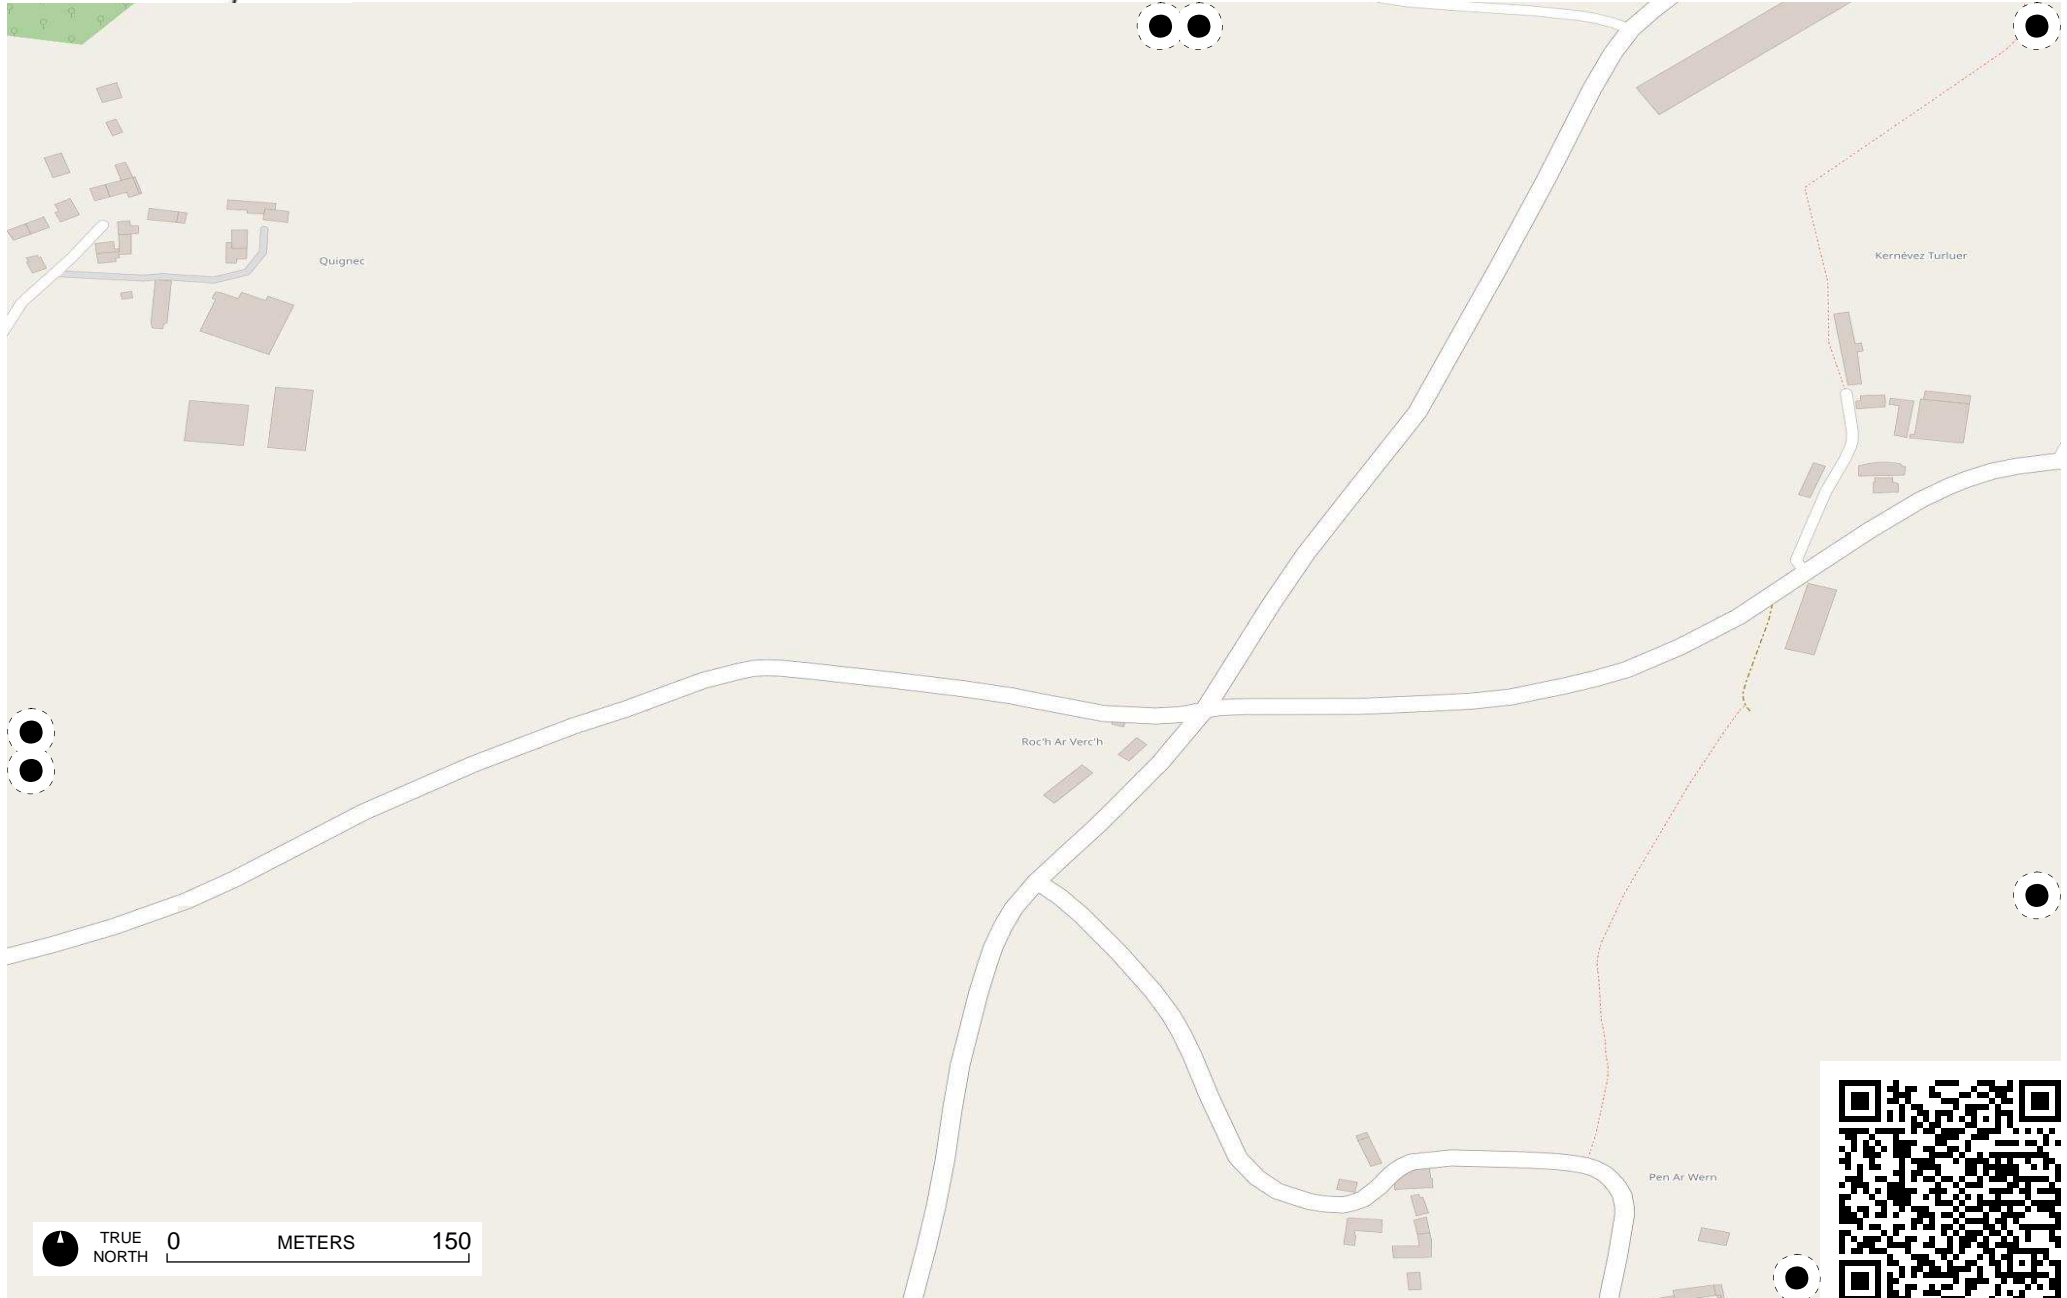 Kernévez Turluer
Quignec
Roc'h Ar Verc'h
Pen Ar Wern
TRUE
NORTH
0 METERS 150